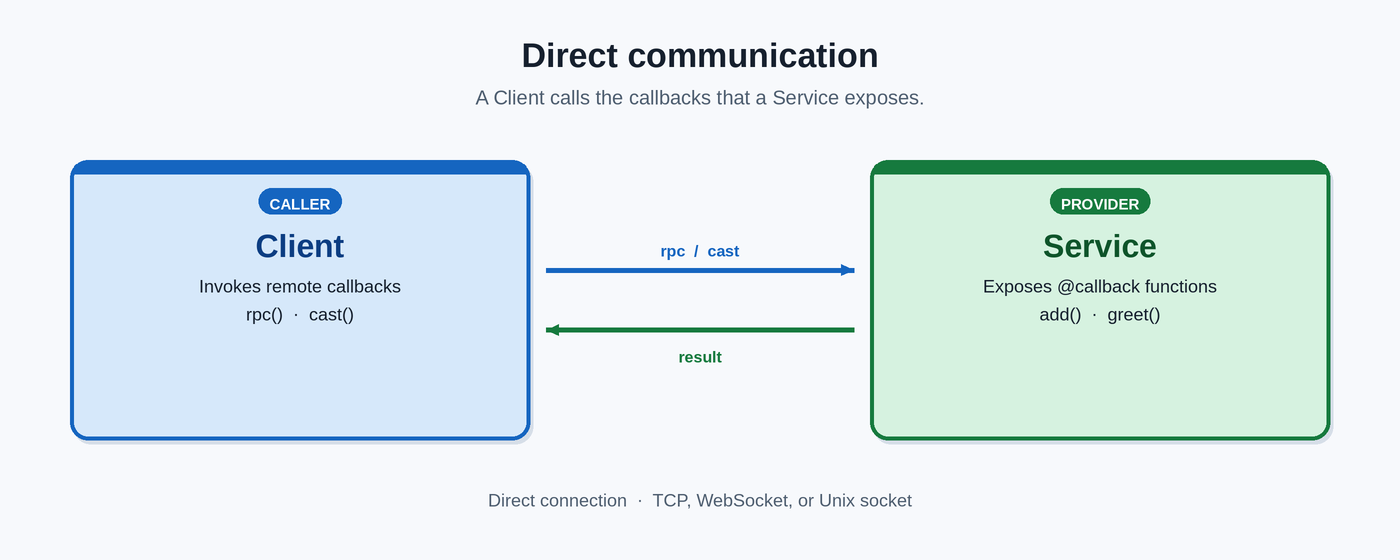 Direct communication
A Client calls the callbacks that a Service exposes.
CALLER
Client
Invokes remote callbacks
rpc()  ·  cast()
rpc  /  cast
result
PROVIDER
Service
Exposes @callback functions
add()  ·  greet()
Direct connection  ·  TCP, WebSocket, or Unix socket